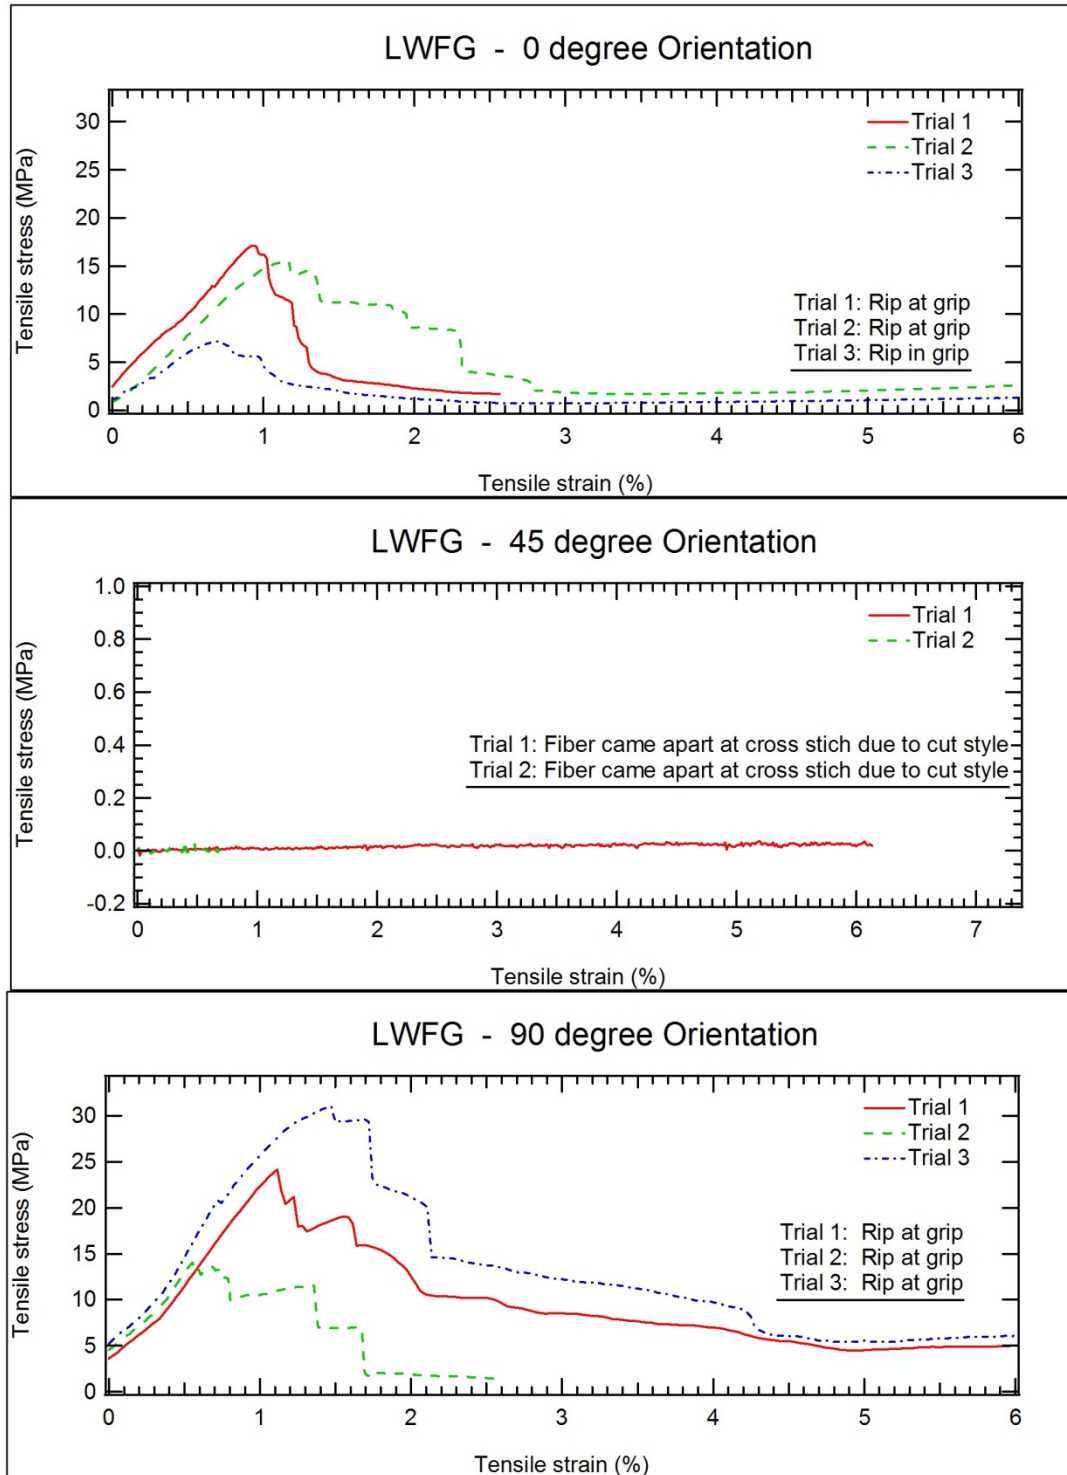 LWFG - 0 degree Orientation
Tensile stress (MPa)
30
25
20
15
10
5
0
Trial 1
Trial 2
Trial 3
Trial 1: Rip at grip
Trial 2: Rip at grip
Trial 3: Rip in grip
0 1 2 3 4 5 6
Tensile strain (%)
LWFG - 45 degree Orientation
Tensile stress (MPa)
1.0
0.8
0.6
0.4
0.2
0.0
-0.2
Trial 1
Trial 2
Trial 1: Fiber came apart at cross stich due to cut style
Trial 2: Fiber came apart at cross stich due to cut style
0 1 2 3 4 5 6 7
Tensile strain (%)
LWFG - 90 degree Orientation
Tensile stress (MPa)
30
25
20
15
10
5
0
Trial 1
Trial 2
Trial 3
Trial 1: Rip at grip
Trial 2: Rip at grip
Trial 3: Rip at grip
0 1 2 3 4 5 6
Tensile strain (%)